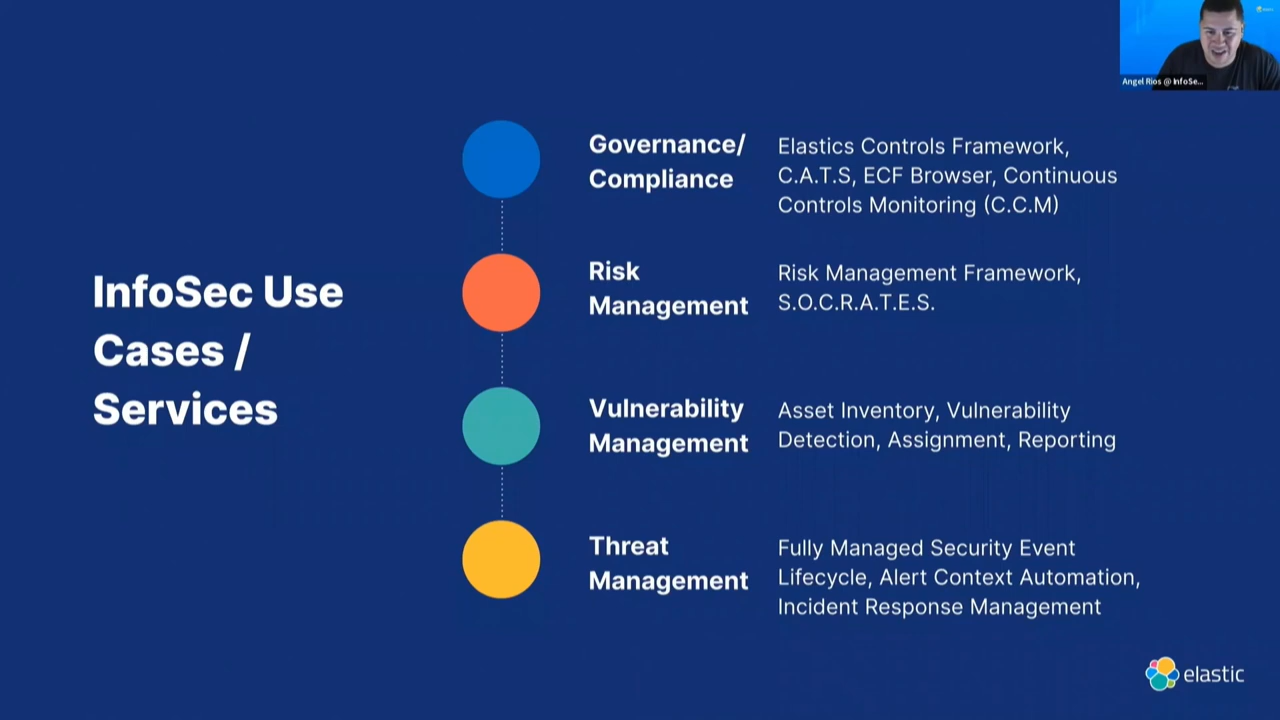 Angel Rios @ InfoSe...
InfoSec Use
Cases /
Services
Governance/
Compliance
Elastics Controls Framework,
C.A.T.S, ECF Browser, Continuous
Controls Monitoring (C.C.M)
Risk
Management
Risk Management Framework,
S.O.C.R.A.T.E.S.
Vulnerability
Management
Asset Inventory, Vulnerability
Detection, Assignment, Reporting
Threat
Management
Fully Managed Security Event
Lifecycle, Alert Context Automation,
Incident Response Management
elastic